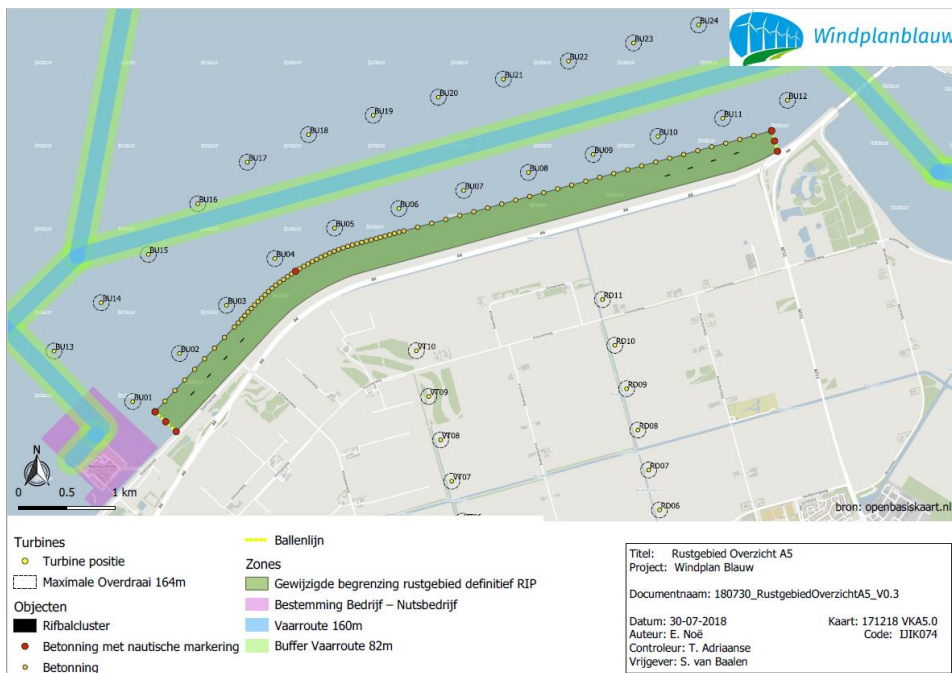 BU24
BU23
BU22
BU21
BU20
BU19
BU18
BU17
BU16
BU15
BU14
BU13
Windplanblauw
BU12
BU11
BU10
BU09
BU08
BU07
BU06
BU05
BU04
BU03
BU02
BU01
RD11
RD10
RD09
RD08
RD07
RD06
VT10
VT09
VT08
VT07
A6
N711
N
0 0.5 1 km
bron: openbasiskaart.nl
Turbines
Turbine positie
Maximale Overdraai 164m
Objecten
Rifbalcluster
Betonning met nautische markering
Betonning
Ballenlijn
Zones
Gewijzigde begrenzing rustgebied definitief RIP
Bestemming Bedrijf – Nutsbedrijf
Vaarroute 160m
Buffer Vaarroute 82m
Titel: Rustgebied Overzicht A5
Project: Windplan Blauw
Documentnaam: 180730_RustgebiedOverzichtA5_V0.3
Datum: 30-07-2018 Kaart: 171218 VKA5.0
Auteur: E. Noë Code: IJIK074
Controleur: T. Adriaanse
Vrijgever: S. van Baalen